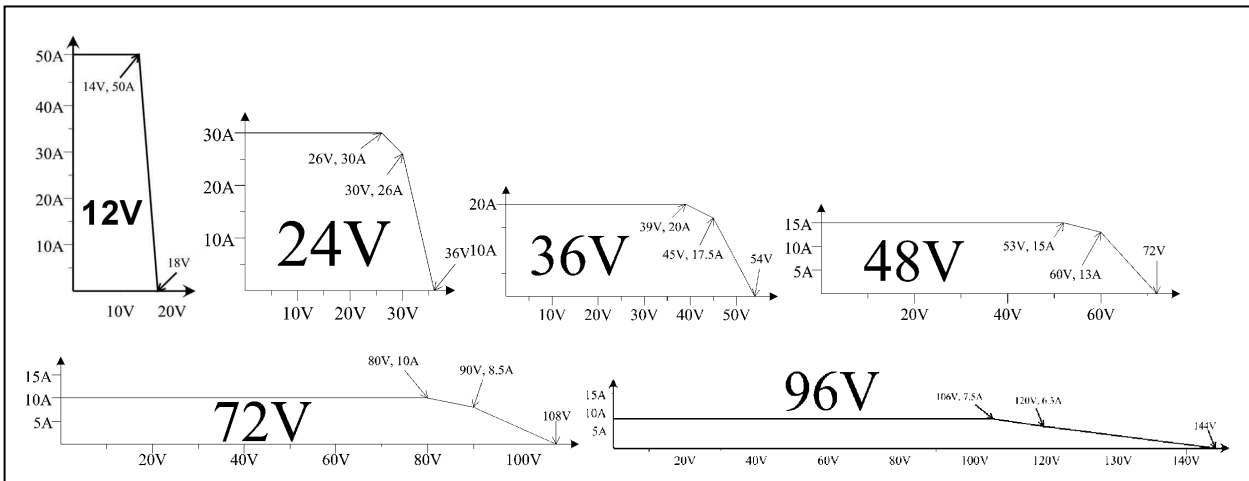 50A
14V, 50A
40A
30A
20A
12V
10A
18V
10V 20V
30A
26V, 30A
30V, 26A
20A
24V
10A
36V
10V 20V 30V
20A
39V, 20A
45V, 17.5A
10A
36V
54V
10V 20V 30V 40V 50V
15A
10A
5A
48V
53V, 15A
60V, 13A
72V
20V 40V 60V
15A
10A
5A
72V
80V, 10A
90V, 8.5A
108V
20V 40V 60V 80V 100V
15A
10A
5A
96V
106V, 7.5A
120V, 6.3A
144V
20V 40V 60V 80V 100V 120V 140V